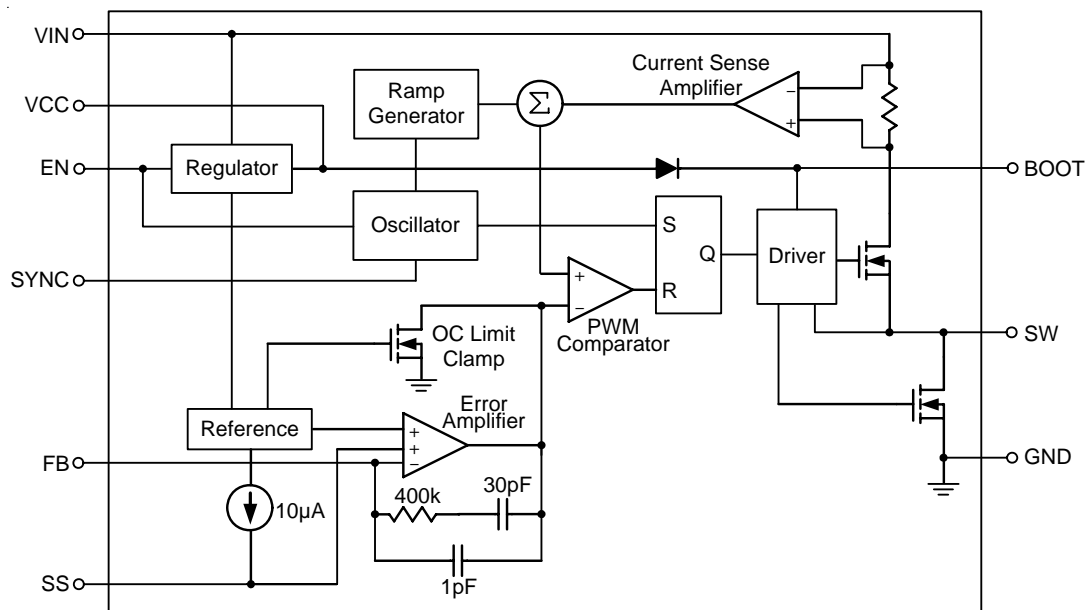 VIN
VCC
EN
SYNC
FB
SS
Ramp
Generator
Σ
Current Sense
Amplifier
−
+
Regulator
Oscillator
S
Q
R
Driver
BOOT
+
−
PWM
Comparator
SW
OC Limit
Clamp
Error
Amplifier
Reference
+
+
−
GND
400k
30pF
10µA
1pF